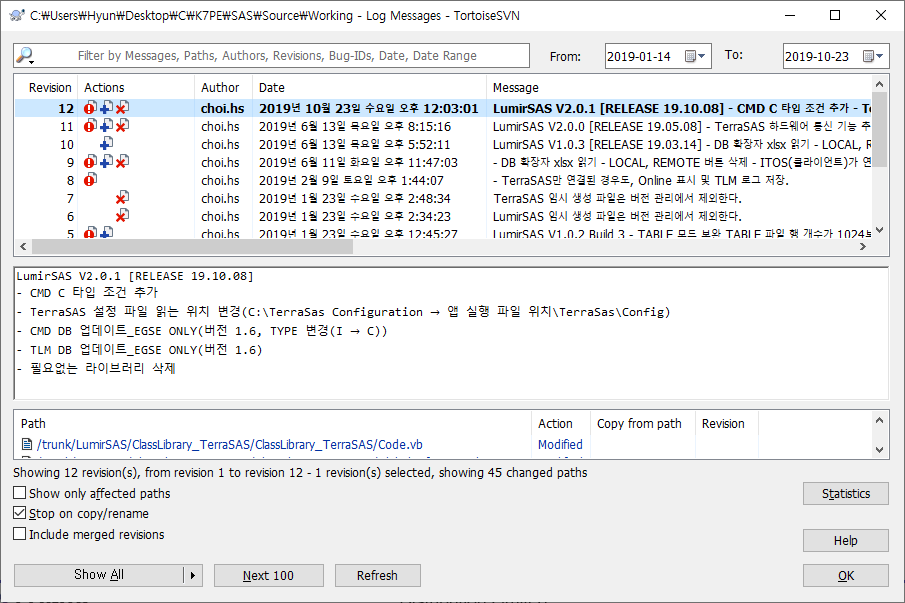 C:\Users\Hyun\Desktop\C\K7PE\SAS\Source\Working - Log Messages - TortoiseSVN
Filter by Messages, Paths, Authors, Revisions, Bug-IDs, Date, Date Range
From:
2019-01-14
To:
2019-10-23
Revision Actions Author Date Message
12 choi.hs 2019년 10월 23일 수요일 오후 12:03:01 LumirSAS V2.0.1 [RELEASE 19.10.08] - CMD C 타입 조건 추가 - Te
11 choi.hs 2019년 6월 13일 목요일 오후 8:15:16 LumirSAS V2.0.0 [RELEASE 19.05.08] - TerraSAS 하드웨어 통신 기능 추
10 choi.hs 2019년 6월 13일 목요일 오후 5:52:11 LumirSAS V1.0.3 [RELEASE 19.03.14] - DB 확장자 xlsx 읽기 - LOCAL, R
9 choi.hs 2019년 6월 11일 화요일 오후 11:47:03 - DB 확장자 xlsx 읽기 - LOCAL, REMOTE 버튼 삭제 - ITOS(클라이언트)가 연
8 choi.hs 2019년 2월 9일 토요일 오후 1:44:07 - TerraSAS만 연결된 경우도, Online 표시 및 TLM 로그 저장.
7 choi.hs 2019년 1월 23일 수요일 오후 2:48:34 TerraSAS 임시 생성 파일은 버전 관리에서 제외한다.
6 choi.hs 2019년 1월 23일 수요일 오후 2:34:23 LumirSAS 임시 생성 파일은 버전 관리에서 제외한다.
5 choi.hs 2019년 1월 23일 수요일 오후 12:45:27 LumirSAS V1.0.2 Build 3 - TABLE 모드 보완 TABLE 파일 행 개수가 1024보
LumirSAS V2.0.1 [RELEASE 19.10.08]
- CMD C 타입 조건 추가
- TerraSAS 설정 파일 읽는 위치 변경(C:\TerraSas Configuration → 앱 실행 파일 위치\TerraSas\Config)
- CMD DB 업데이트_EGSE ONLY(버전 1.6, TYPE 변경(I → C))
- TLM DB 업데이트_EGSE ONLY(버전 1.6)
- 필요없는 라이브러리 삭제
Path Action Copy from path Revision
/trunk/LumirSAS/ClassLibrary_TerraSAS/ClassLibrary_TerraSAS/Code.vb Modified
Showing 12 revision(s), from revision 1 to revision 12 - 1 revision(s) selected, showing 45 changed paths
Show only affected paths
Statistics
Stop on copy/rename
Include merged revisions
Help
Show All
Next 100
Refresh
OK